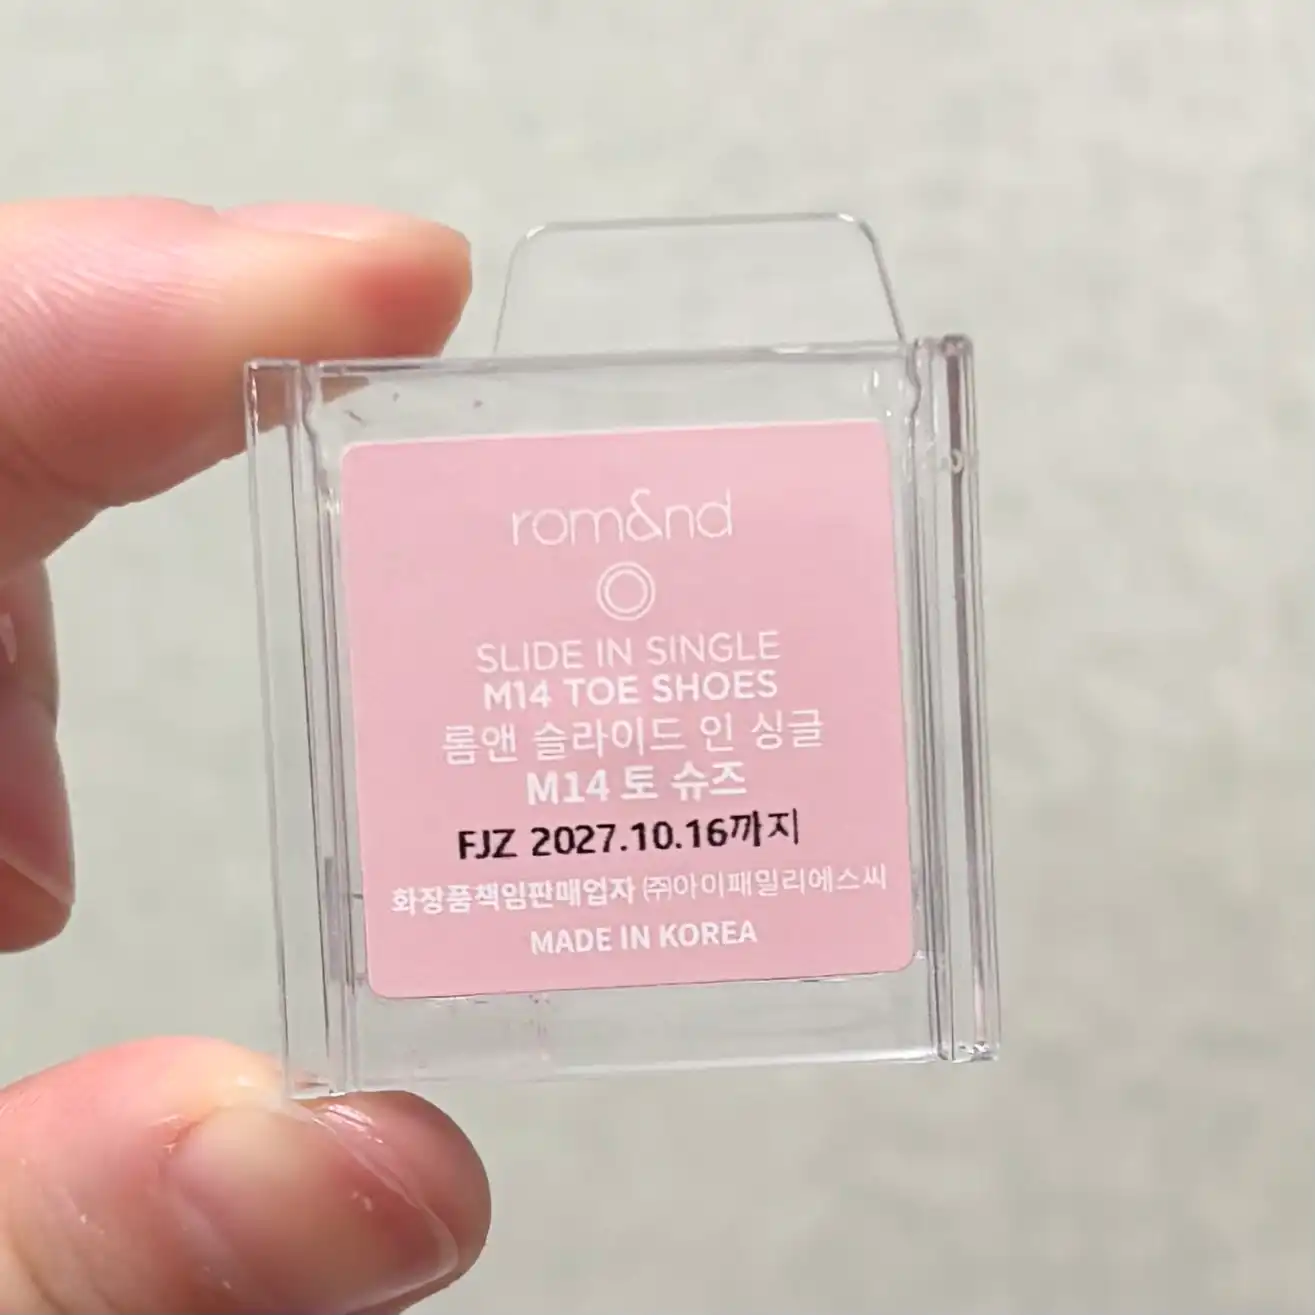 rom&nd
SLIDE IN SINGLE
M14 TOE SHOES
롬앤 슬라이드 인 싱글
M14 토 슈즈
FJZ 2027.10.16까지
화장품책임판매업자 ㈜아이패밀리에스씨
MADE IN KOREA